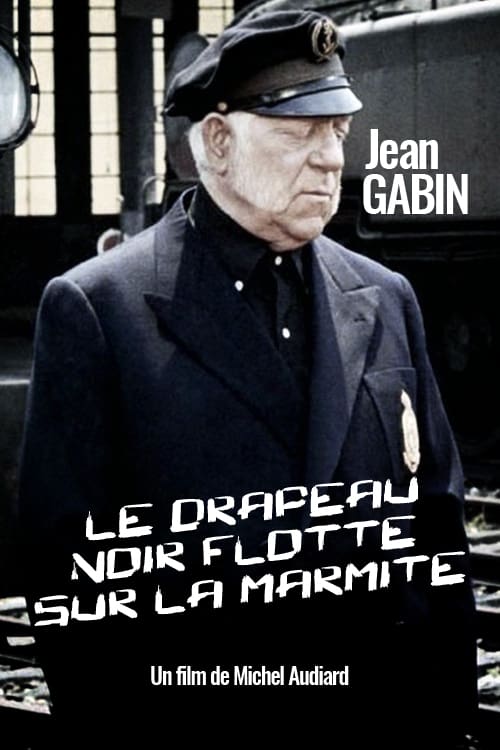 Jean
GABIN
LE DRAPEAU
NOIR FLOTTE
SUR LA MARMITE
Un film de Michel Audiard